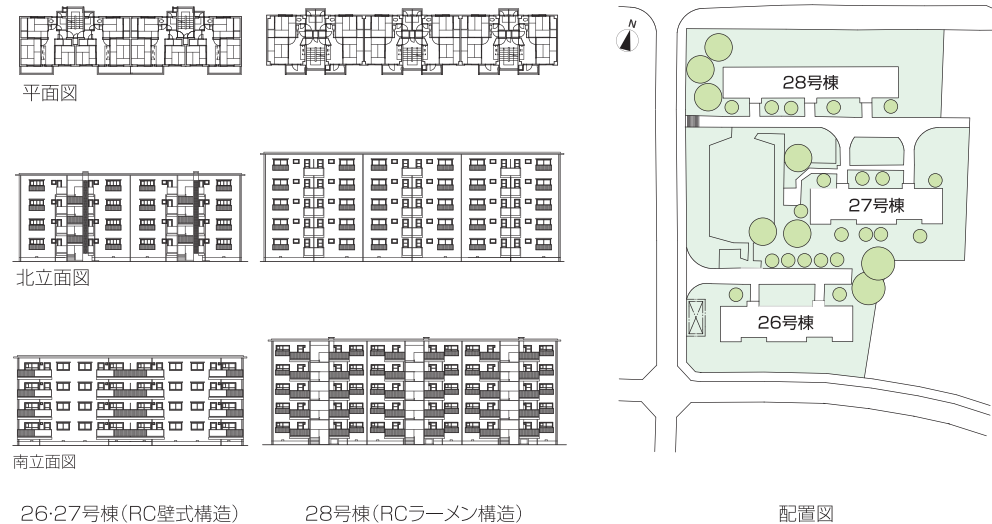 平面図
北立面図
南立面図
26・27号棟(RC壁式構造)
28号棟(RCラーメン構造)
N
28号棟
27号棟
26号棟
配置図